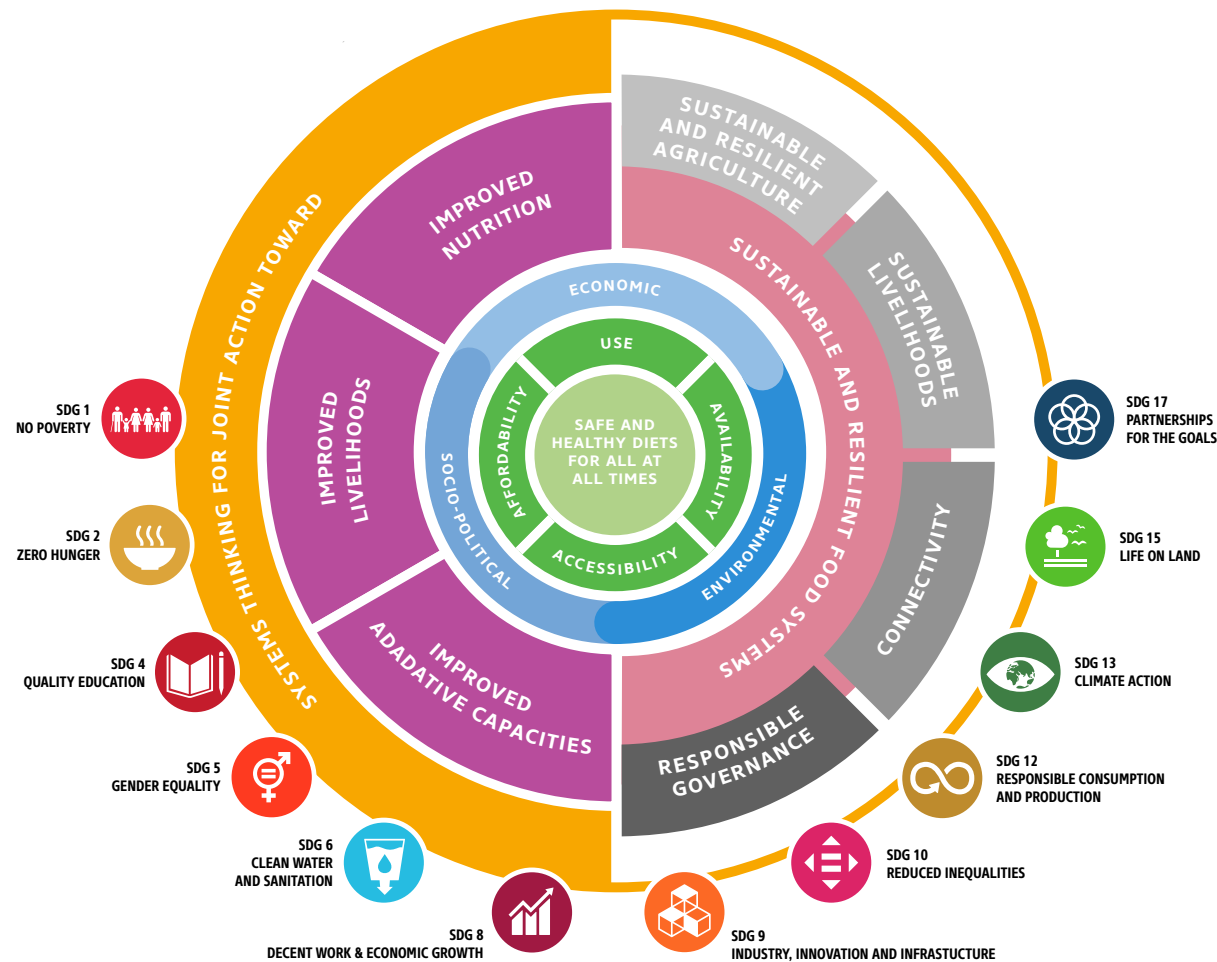 SYSTEMS THINKING FOR JOINT ACTION TOWARD
IMPROVED
NUTRITION
IMPROVED
LIVELIHOODS
IMPROVED
ADADATIVE CAPACITIES
SUSTAINABLE
AND RESILIENT
AGRICULTURE
SUSTAINABLE
LIVELIHOODS
CONNECTIVITY
RESPONSIBLE
GOVERNANCE
SUSTAINABLE AND RESILIENT FOOD SYSTEMS
ECONOMIC
ENVIRONMENTAL
SOCIO-POLITICAL
USE
AVAILABILITY
ACCESSIBILITY
AFFORDABILITY
SAFE AND
HEALTHY DIETS
FOR ALL AT
ALL TIMES
SDG 1
NO POVERTY
SDG 2
ZERO HUNGER
SDG 4
QUALITY EDUCATION
SDG 5
GENDER EQUALITY
SDG 6
CLEAN WATER
AND SANITATION
SDG 8
DECENT WORK & ECONOMIC GROWTH
SDG 9
INDUSTRY, INNOVATION AND INFRASTUCTURE
SDG 10
REDUCED INEQUALITIES
SDG 12
RESPONSIBLE CONSUMPTION
AND PRODUCTION
SDG 13
CLIMATE ACTION
SDG 15
LIFE ON LAND
SDG 17
PARTNERSHIPS
FOR THE GOALS